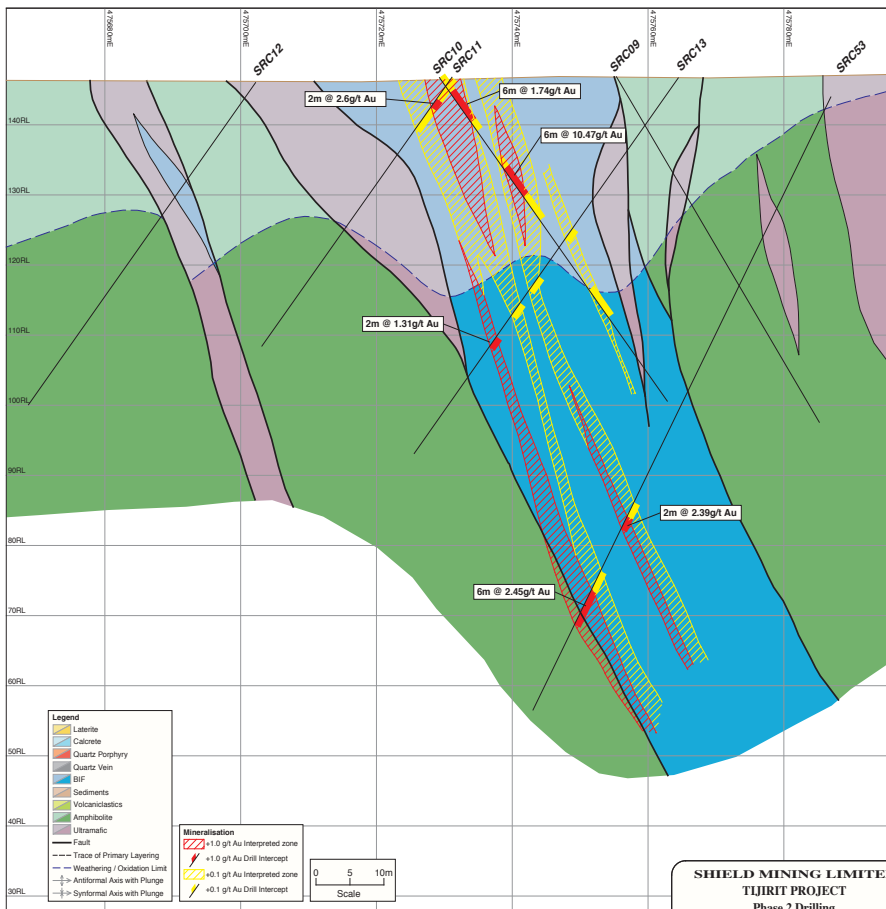 475680mE
475700mE
475720mE
475740mE
475760mE
475780mE
SRC12
SRC10
SRC11
SRC09
SRC13
SRC53
2m @ 2.6g/t Au
6m @ 1.74g/t Au
6m @ 10.47g/t Au
2m @ 1.31g/t Au
2m @ 2.39g/t Au
6m @ 2.45g/t Au
140RL
130RL
120RL
110RL
100RL
90RL
80RL
70RL
60RL
50RL
40RL
30RL
Legend
Laterite
Calcrete
Quartz Porphyry
Quartz Vein
BIF
Sediments
Volcaniclastics
Amphibolite
Ultramafic
Fault
Trace of Primary Layering
Weathering / Oxidation Limit
Antiformal Axis with Plunge
Synformal Axis with Plunge
Mineralisation
+1.0 g/t Au Interpreted zone
+1.0 g/t Au Drill Intercept
+0.1 g/t Au Interpreted zone
+0.1 g/t Au Drill Intercept
0 5 10m
Scale
SHIELD MINING LIMITE
TIJIRIT PROJECT
Phase 2 Drilling